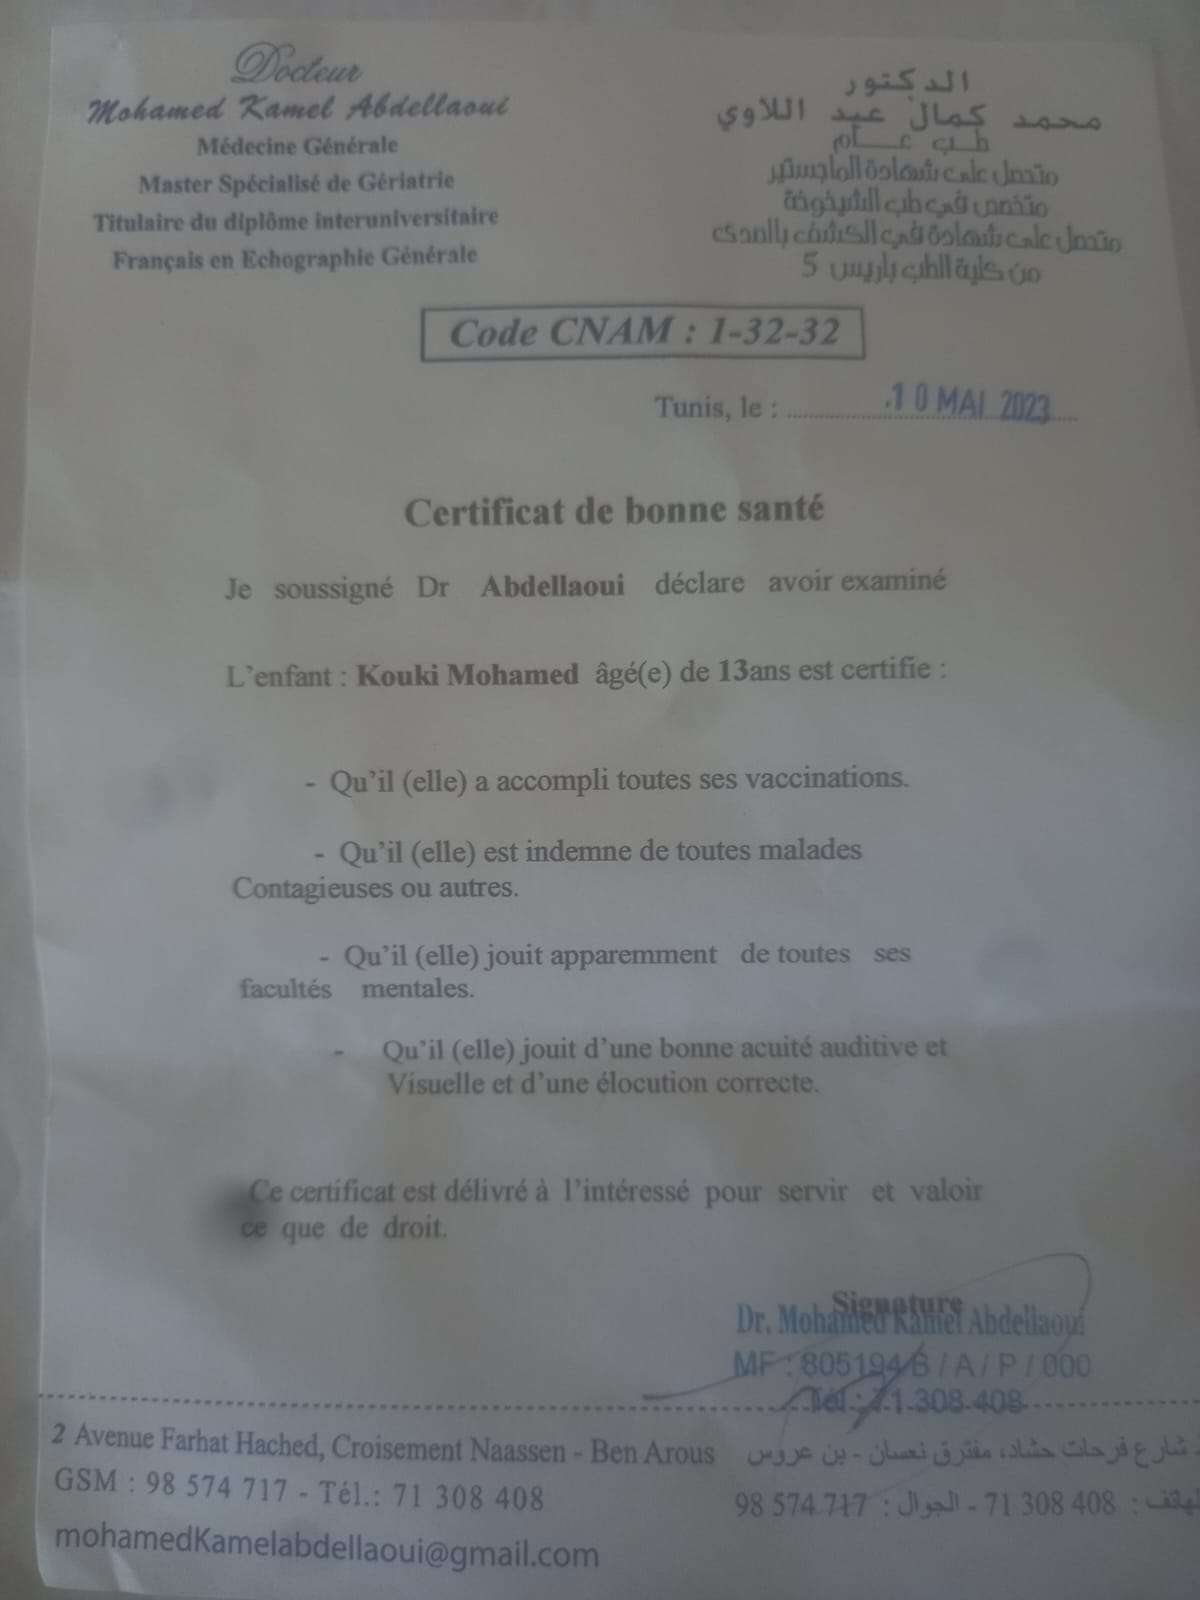 Docteur
Mohamed Kamel Abdellaoui
Médecine Générale
Master Spécialisé de Gériatrie
Titulaire du diplôme interuniversitaire
Français en Echographie Générale
الدكتور
محمد كمال عبد اللاوي
طب عـــام
متحصل على شهادة الماجستير
متخصص في طب الشيخوخة
متحصل على شهادة في الكشف بالصدى
من كلية الطب باريس 5
Code CNAM : 1-32-32
Tunis, le : 10 MAI 2023
Certificat de bonne santé
Je soussigné Dr Abdellaoui déclare avoir examiné
L'enfant : Kouki Mohamed âgé(e) de 13ans est certifie :
- Qu'il (elle) a accompli toutes ses vaccinations.
- Qu'il (elle) est indemne de toutes malades
Contagieuses ou autres.
- Qu'il (elle) jouit apparemment de toutes ses
facultés mentales.
- Qu'il (elle) jouit d'une bonne acuité auditive et
Visuelle et d'une élocution correcte.
Ce certificat est délivré à l'intéressé pour servir et valoir
ce que de droit.
Signature
Dr. Mohamed Kamel Abdellaoui
MF : 805194/B / A / P / 000
Tél : 71 308 408
2 Avenue Farhat Hached, Croisement Naassen - Ben Arous
GSM : 98 574 717 - Tél.: 71 308 408
mohamedKamelabdellaoui@gmail.com
شارع فرحات حشاد، مفترق نعسان - بن عروس
الهاتف : 71 308 408 - الجوال : 98 574 717